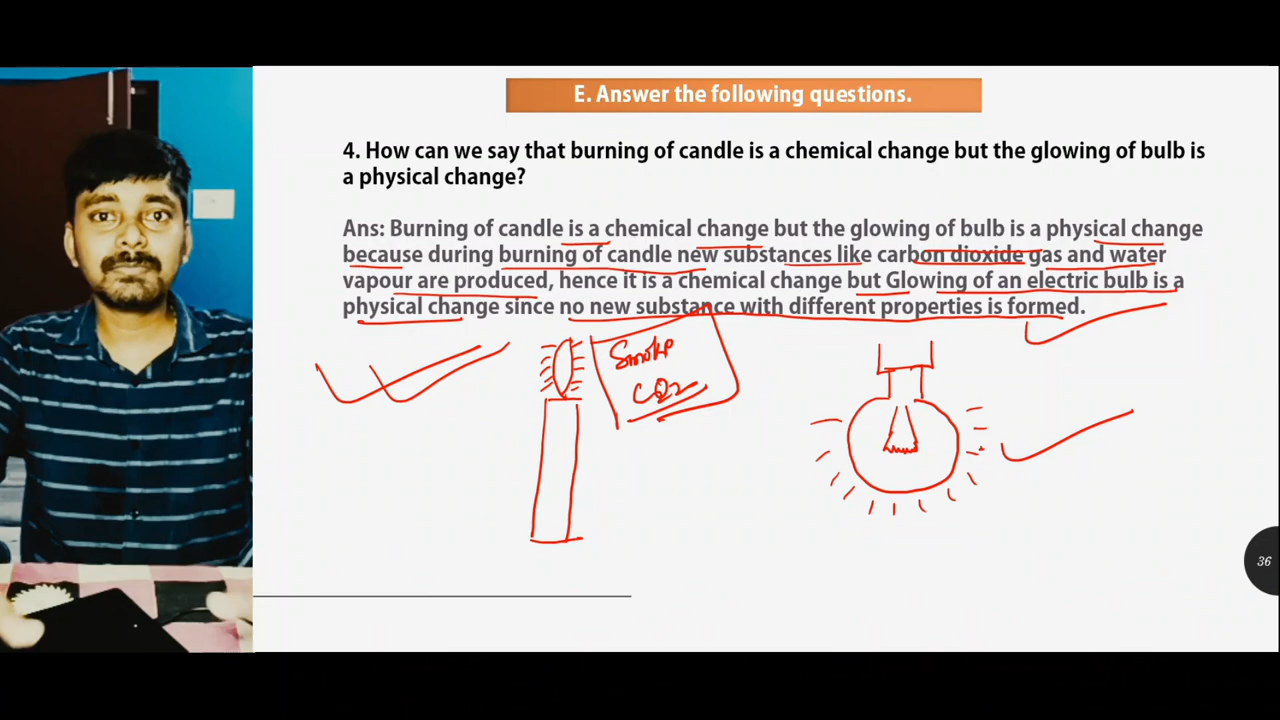 E. Answer the following questions.
4. How can we say that burning of candle is a chemical change but the glowing of bulb is
a physical change?
Ans: Burning of candle is a chemical change but the glowing of bulb is a physical change
because during burning of candle new substances like carbon dioxide gas and water
vapour are produced, hence it is a chemical change but Glowing of an electric bulb is a
physical change since no new substance with different properties is formed.
Smoke
CO2
36